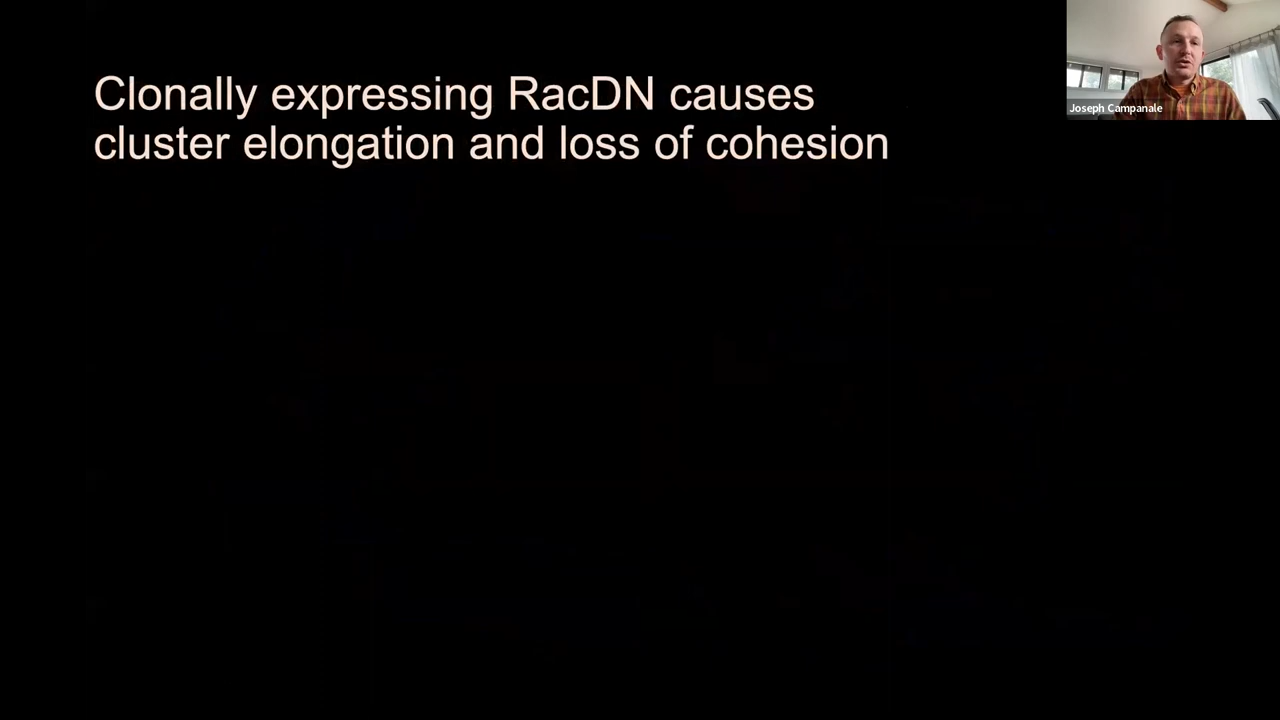 Clonally expressing RacDN causes
cluster elongation and loss of cohesion
Joseph Campanale